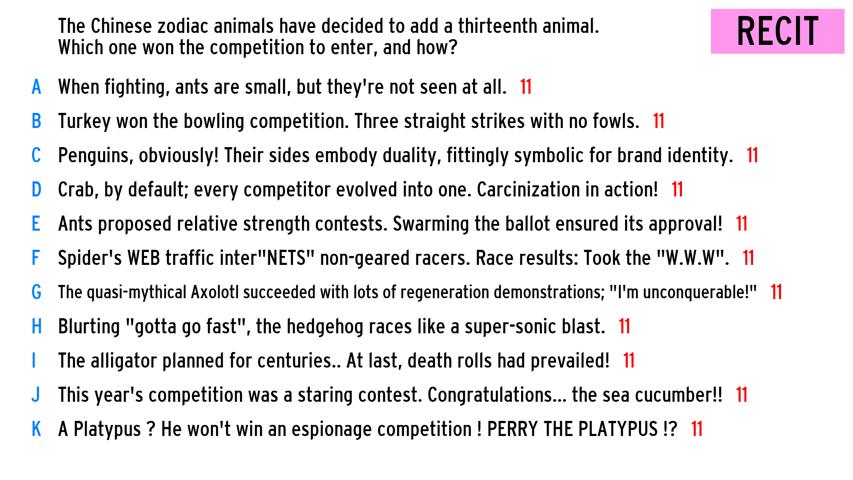 The Chinese zodiac animals have decided to add a thirteenth animal.
Which one won the competition to enter, and how?
RECIT
A When fighting, ants are small, but they're not seen at all. 11
B Turkey won the bowling competition. Three straight strikes with no fowls. 11
C Penguins, obviously! Their sides embody duality, fittingly symbolic for brand identity. 11
D Crab, by default; every competitor evolved into one. Carcinization in action! 11
E Ants proposed relative strength contests. Swarming the ballot ensured its approval! 11
F Spider's WEB traffic inter"NETS" non-geared racers. Race results: Took the "W.W.W". 11
G The quasi-mythical Axolotl succeeded with lots of regeneration demonstrations; "I'm unconquerable!" 11
H Blurting "gotta go fast", the hedgehog races like a super-sonic blast. 11
I The alligator planned for centuries.. At last, death rolls had prevailed! 11
J This year's competition was a staring contest. Congratulations... the sea cucumber!! 11
K A Platypus ? He won't win an espionage competition ! PERRY THE PLATYPUS !? 11